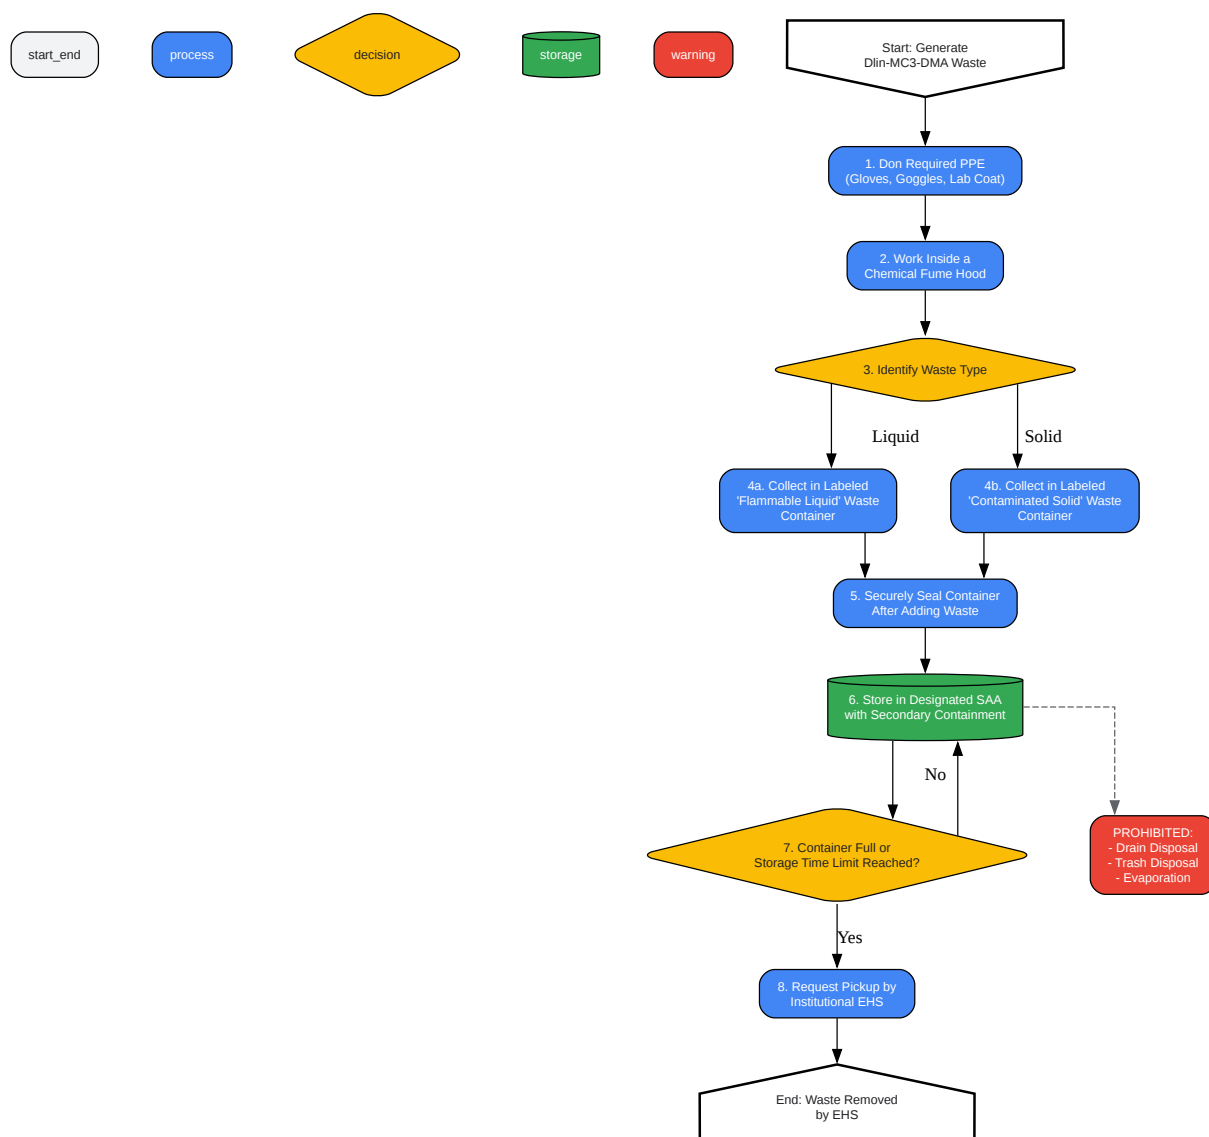 start_end
process
decision
storage
warning
Start: Generate
Dlin-MC3-DMA Waste
1. Don Required PPE
(Gloves, Goggles, Lab Coat)
2. Work Inside a
Chemical Fume Hood
3. Identify Waste Type
Liquid
Solid
4a. Collect in Labeled
'Flammable Liquid' Waste
Container
4b. Collect in Labeled
'Contaminated Solid' Waste
Container
5. Securely Seal Container
After Adding Waste
6. Store in Designated SAA
with Secondary Containment
No
7. Container Full or
Storage Time Limit Reached?
PROHIBITED:
- Drain Disposal
- Trash Disposal
- Evaporation
Yes
8. Request Pickup by
Institutional EHS
End: Waste Removed
by EHS